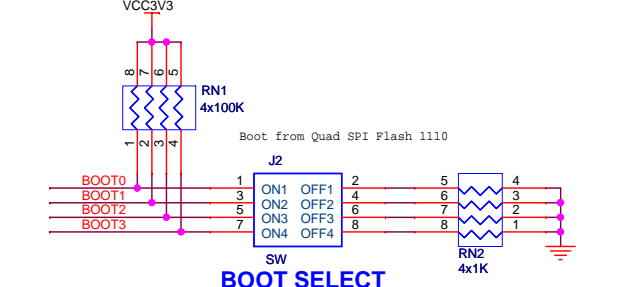 VCC3V3
8 7 6 5
RN1
4x100K
1 2 3 4
Boot from Quad SPI Flash 1110
J2
BOOT0 1 ON1 OFF1 2 5 4
BOOT1 3 ON2 OFF2 4 6 3
BOOT2 5 ON3 OFF3 6 7 2
BOOT3 7 ON4 OFF4 8 8 1
SW
RN2
4x1K
BOOT SELECT